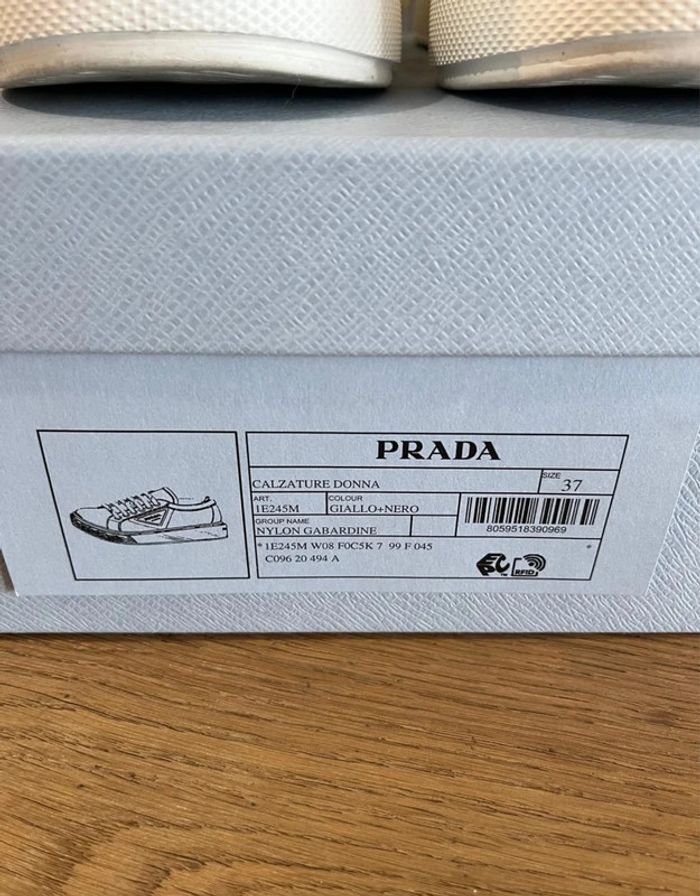 PRADA
CALZATURE DONNA
SIZE
37
ART.
1E245M
COLOUR
GIALLO+NERO
GROUP NAME
NYLON GABARDINE
8059518390969
*1E245M W08 F0C5K 7 99 F 045 *
C096 20 494 A
EPC™
RFID